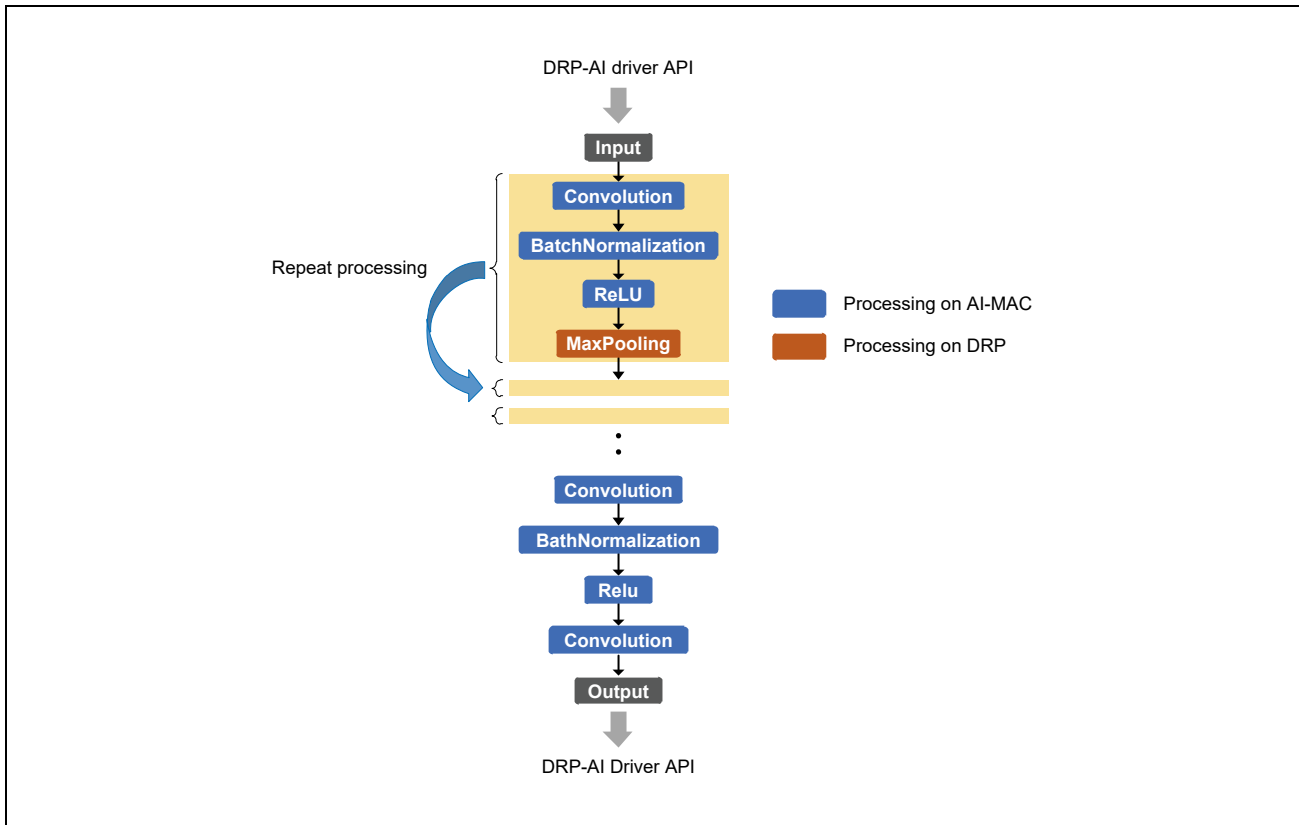 DRP-AI driver API
Input
Convolution
BatchNormalization
Repeat processing
ReLU
Processing on AI-MAC
MaxPooling
Processing on DRP
Convolution
BathNormalization
Relu
Convolution
Output
DRP-AI Driver API